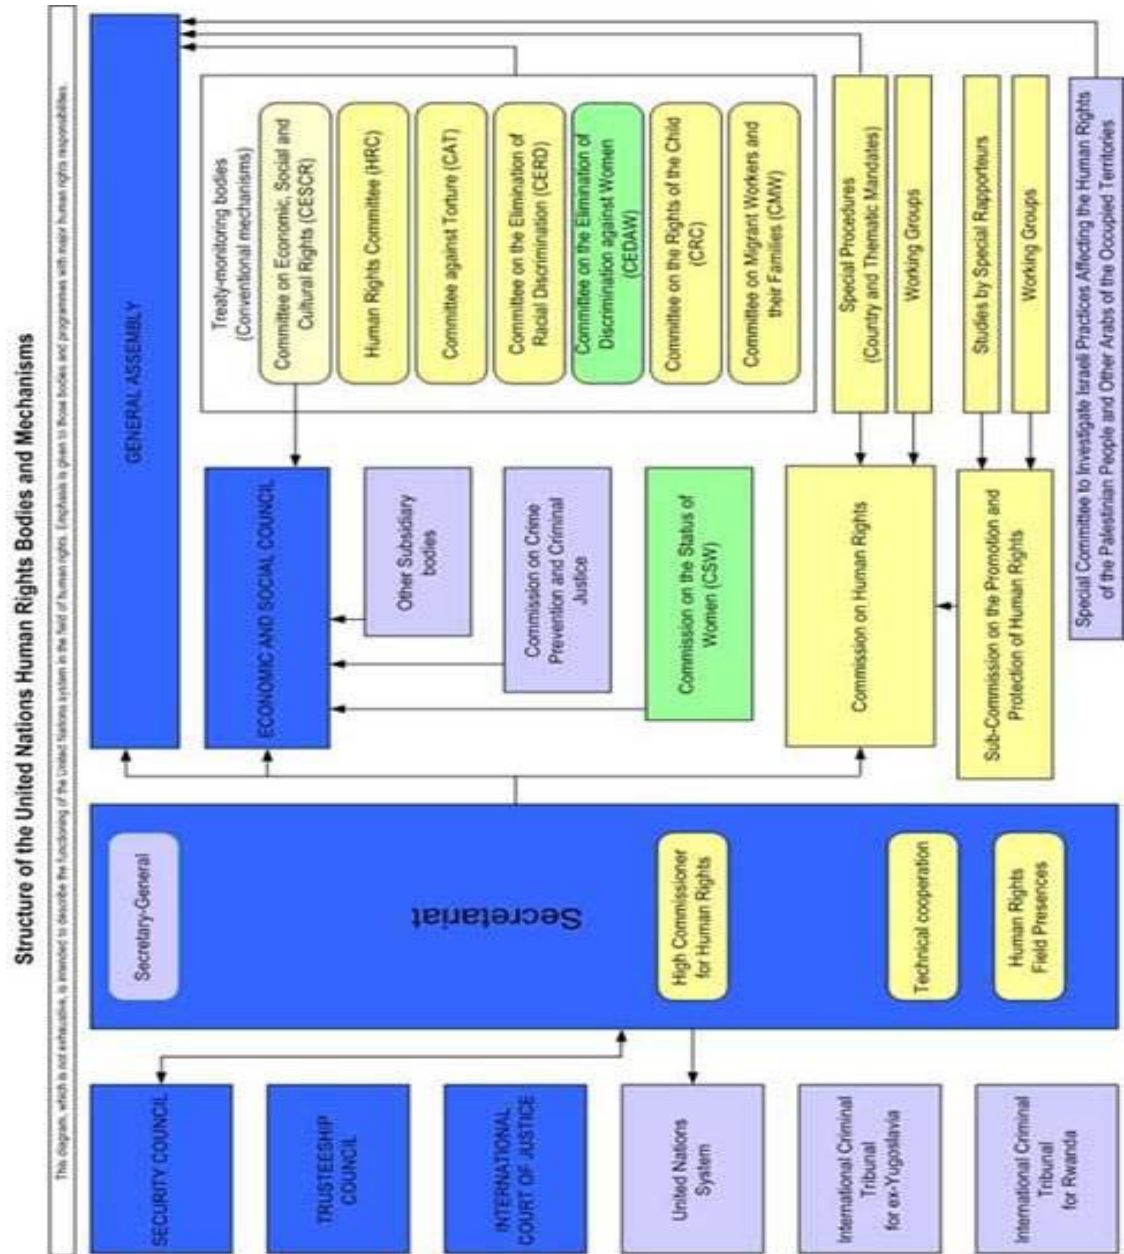 Structure of the United Nations Human Rights Bodies and Mechanisms
This diagram, which is not exhaustive, is intended to describe the functioning of the United Nations system in the field of human rights. Emphasis is given to those bodies and programmes with major human rights responsibilities.
SECURITY COUNCIL
TRUSTEESHIP
COUNCIL
INTERNATIONAL
COURT OF JUSTICE
United Nations
System
International Criminal
Tribunal
for ex-Yugoslavia
International Criminal
Tribunal
for Rwanda
Secretariat
Secretary-General
High Commissioner
for Human Rights
Technical cooperation
Human Rights
Field Presences
GENERAL ASSEMBLY
ECONOMIC AND SOCIAL COUNCIL
Other Subsidiary
bodies
Commission on Crime
Prevention and Criminal
Justice
Commission on the Status of
Women (CSW)
Commission on Human Rights
Sub-Commission on the Promotion and
Protection of Human Rights
Treaty-monitoring bodies
(Conventional mechanisms)
Committee on Economic, Social and
Cultural Rights (CESCR)
Human Rights Committee (HRC)
Committee against Torture (CAT)
Committee on the Elimination of
Racial Discrimination (CERD)
Committee on the Elimination of
Discrimination against Women
(CEDAW)
Committee on the Rights of the Child
(CRC)
Committee on Migrant Workers and
their Families (CMW)
Special Procedures
(Country and Thematic Mandates)
Working Groups
Studies by Special Rapporteurs
Working Groups
Special Committee to Investigate Israeli Practices Affecting the Human Rights
of the Palestinian People and Other Arabs of the Occupied Territories